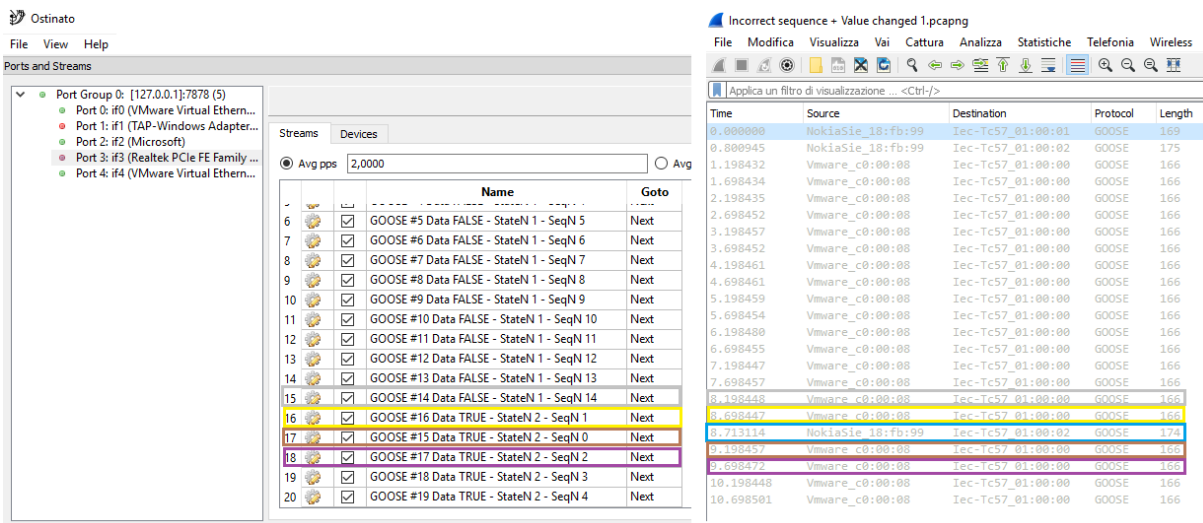 Ostinato
File View Help
Ports and Streams
Port Group 0: [127.0.0.1]:7878 (5)
Port 0: if0 (VMware Virtual Ethern...
Port 1: if1 (TAP-Windows Adapter...
Port 2: if2 (Microsoft)
Port 3: if3 (Realtek PCIe FE Family ...
Port 4: if4 (VMware Virtual Ethern...
Streams Devices
Avg pps 2,0000 Avg
Name Goto
6 GOOSE #5 Data FALSE - StateN 1 - SeqN 5 Next
7 GOOSE #6 Data FALSE - StateN 1 - SeqN 6 Next
8 GOOSE #7 Data FALSE - StateN 1 - SeqN 7 Next
9 GOOSE #8 Data FALSE - StateN 1 - SeqN 8 Next
10 GOOSE #9 Data FALSE - StateN 1 - SeqN 9 Next
11 GOOSE #10 Data FALSE - StateN 1 - SeqN 10 Next
12 GOOSE #11 Data FALSE - StateN 1 - SeqN 11 Next
13 GOOSE #12 Data FALSE - StateN 1 - SeqN 12 Next
14 GOOSE #13 Data FALSE - StateN 1 - SeqN 13 Next
15 GOOSE #14 Data FALSE - StateN 1 - SeqN 14 Next
16 GOOSE #16 Data TRUE - StateN 2 - SeqN 1 Next
17 GOOSE #15 Data TRUE - StateN 2 - SeqN 0 Next
18 GOOSE #17 Data TRUE - StateN 2 - SeqN 2 Next
19 GOOSE #18 Data TRUE - StateN 2 - SeqN 3 Next
20 GOOSE #19 Data TRUE - StateN 2 - SeqN 4 Next
Incorrect sequence + Value changed 1.pcapng
File Modifica Visualizza Vai Cattura Analizza Statistiche Telefonia Wireless
Applica un filtro di visualizzazione ... <Ctrl-/>
Time Source Destination Protocol Length
0.000000 NokiaSie_18:fb:99 Iec-Tc57_01:00:01 GOOSE 169
0.800945 NokiaSie_18:fb:99 Iec-Tc57_01:00:02 GOOSE 175
1.198432 Vmware_c0:00:08 Iec-Tc57_01:00:00 GOOSE 166
1.698434 Vmware_c0:00:08 Iec-Tc57_01:00:00 GOOSE 166
2.198435 Vmware_c0:00:08 Iec-Tc57_01:00:00 GOOSE 166
2.698452 Vmware_c0:00:08 Iec-Tc57_01:00:00 GOOSE 166
3.198457 Vmware_c0:00:08 Iec-Tc57_01:00:00 GOOSE 166
3.698452 Vmware_c0:00:08 Iec-Tc57_01:00:00 GOOSE 166
4.198461 Vmware_c0:00:08 Iec-Tc57_01:00:00 GOOSE 166
4.698461 Vmware_c0:00:08 Iec-Tc57_01:00:00 GOOSE 166
5.198459 Vmware_c0:00:08 Iec-Tc57_01:00:00 GOOSE 166
5.698454 Vmware_c0:00:08 Iec-Tc57_01:00:00 GOOSE 166
6.198480 Vmware_c0:00:08 Iec-Tc57_01:00:00 GOOSE 166
6.698455 Vmware_c0:00:08 Iec-Tc57_01:00:00 GOOSE 166
7.198447 Vmware_c0:00:08 Iec-Tc57_01:00:00 GOOSE 166
7.698457 Vmware_c0:00:08 Iec-Tc57_01:00:00 GOOSE 166
8.198448 Vmware_c0:00:08 Iec-Tc57_01:00:00 GOOSE 166
8.698447 Vmware_c0:00:08 Iec-Tc57_01:00:00 GOOSE 166
8.713114 NokiaSie_18:fb:99 Iec-Tc57_01:00:02 GOOSE 174
9.198457 Vmware_c0:00:08 Iec-Tc57_01:00:00 GOOSE 166
9.698472 Vmware_c0:00:08 Iec-Tc57_01:00:00 GOOSE 166
10.198448 Vmware_c0:00:08 Iec-Tc57_01:00:00 GOOSE 166
10.698501 Vmware_c0:00:08 Iec-Tc57_01:00:00 GOOSE 166